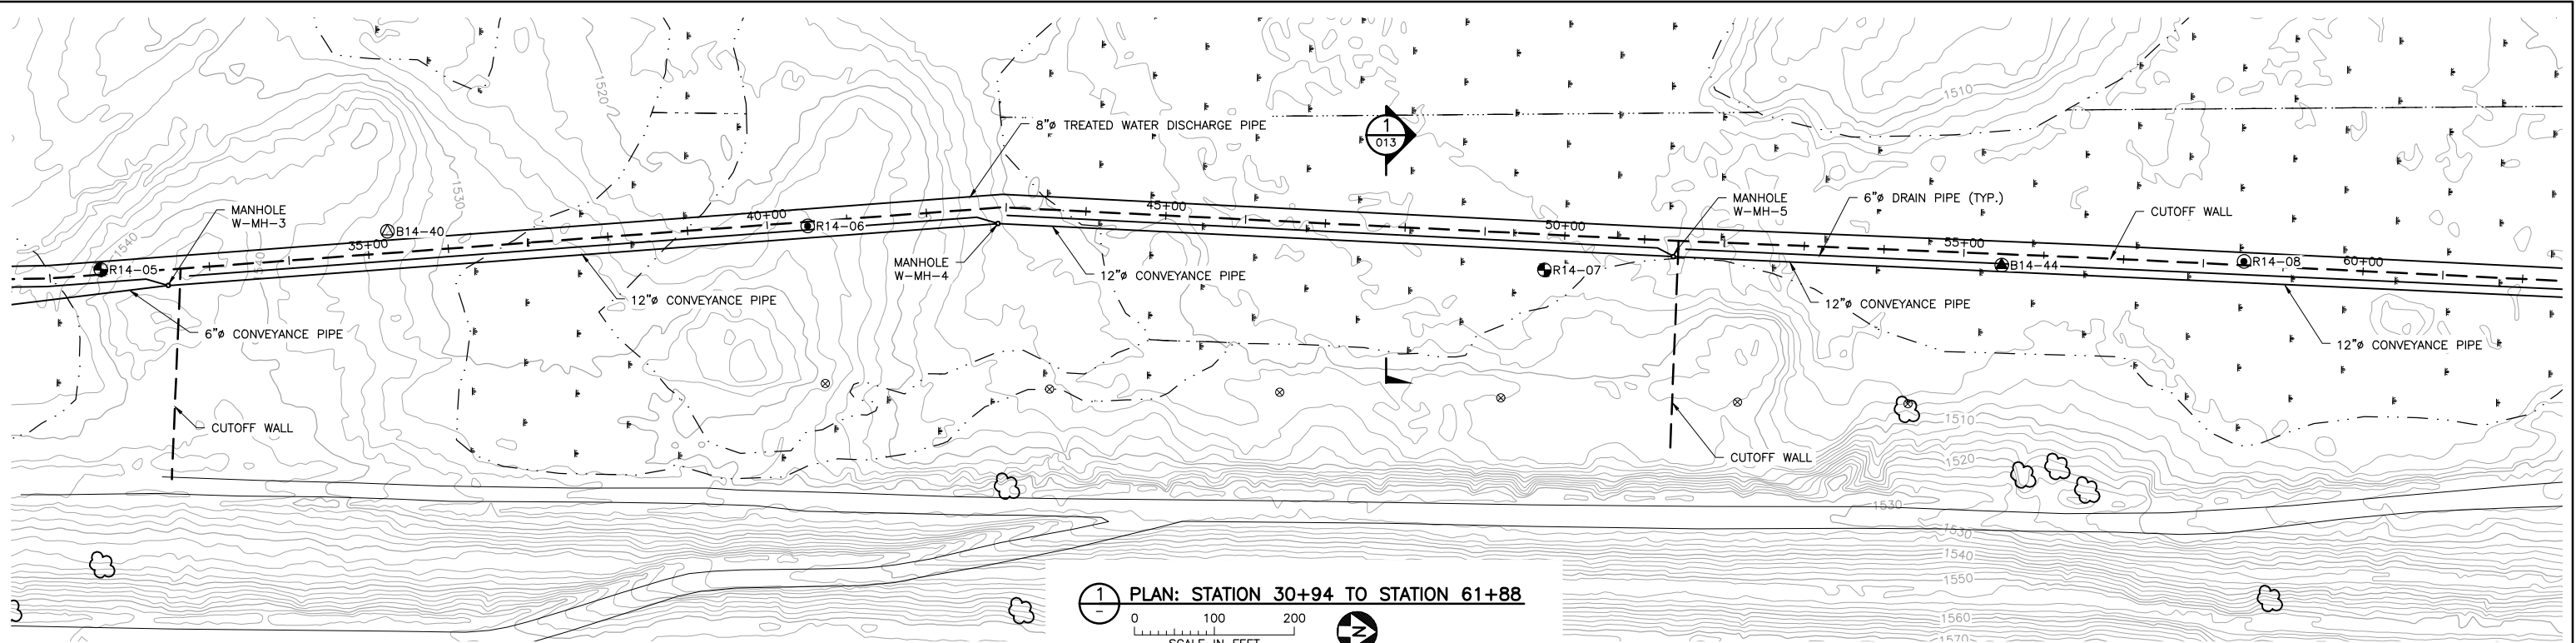 1520
1510
8"ø TREATED WATER DISCHARGE PIPE
1
013
1530
MANHOLE
W-MH-3
B14-40
1540
35+00
1540
R14-05
40+00
R14-06
45+00
MANHOLE
W-MH-4
12"ø CONVEYANCE PIPE
12"ø CONVEYANCE PIPE
6"ø CONVEYANCE PIPE
CUTOFF WALL
50+00
R14-07
MANHOLE
W-MH-5
6"ø DRAIN PIPE (TYP.)
CUTOFF WALL
55+00
B14-44
R14-08
60+00
12"ø CONVEYANCE PIPE
12"ø CONVEYANCE PIPE
1510
CUTOFF WALL
1520
1530
1530
1540
1550
1560
1570
1
-
PLAN: STATION 30+94 TO STATION 61+88
0 100 200
SCALE IN FEET
N